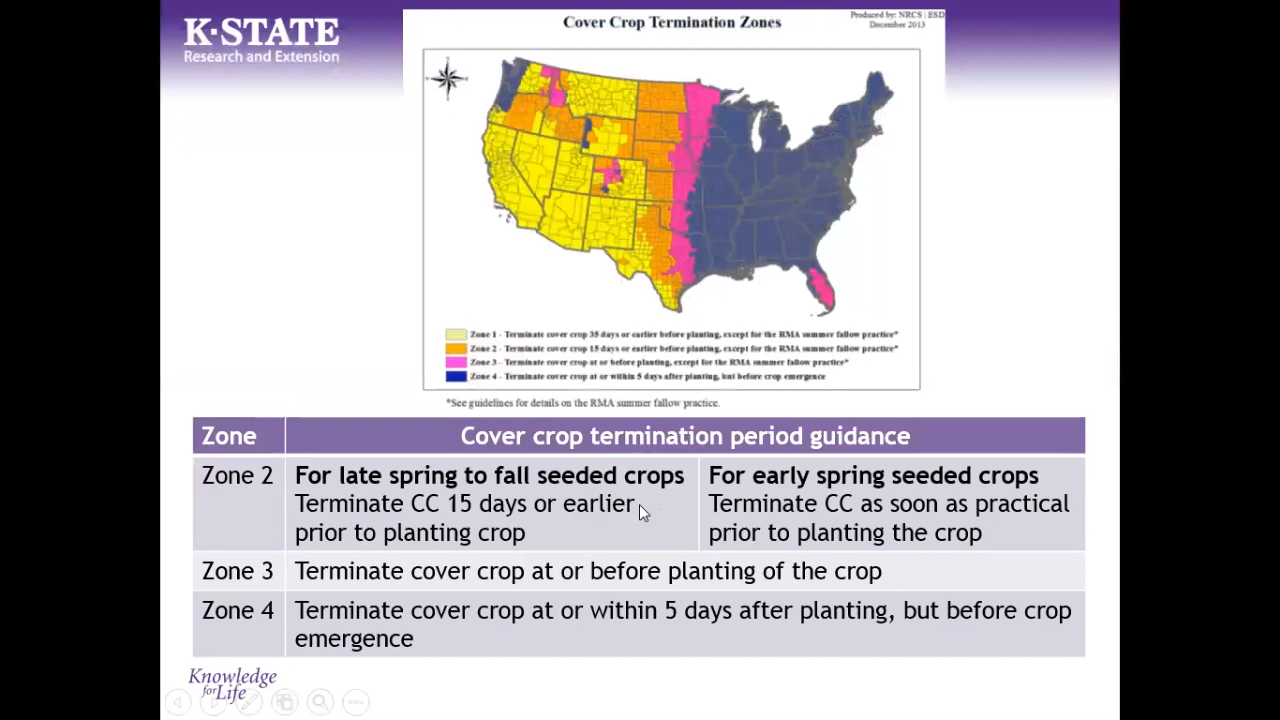 K-STATE
Research and Extension
Cover Crop Termination Zones
Produced by: NRCS | ESD
December 2013
Zone 1 - Terminate cover crop 35 days or earlier before planting, except for the RMA summer fallow practice*
Zone 2 - Terminate cover crop 15 days or earlier before planting, except for the RMA summer fallow practice*
Zone 3 - Terminate cover crop at or before planting, except for the RMA summer fallow practice*
Zone 4 - Terminate cover crop at or within 5 days after planting, but before crop emergence
*See guidelines for details on the RMA summer fallow practice.
Zone Cover crop termination period guidance
Zone 2 For late spring to fall seeded crops For early spring seeded crops
Terminate CC 15 days or earlier Terminate CC as soon as practical
prior to planting crop prior to planting the crop
Zone 3 Terminate cover crop at or before planting of the crop
Zone 4 Terminate cover crop at or within 5 days after planting, but before crop
emergence
Knowledge
for Life